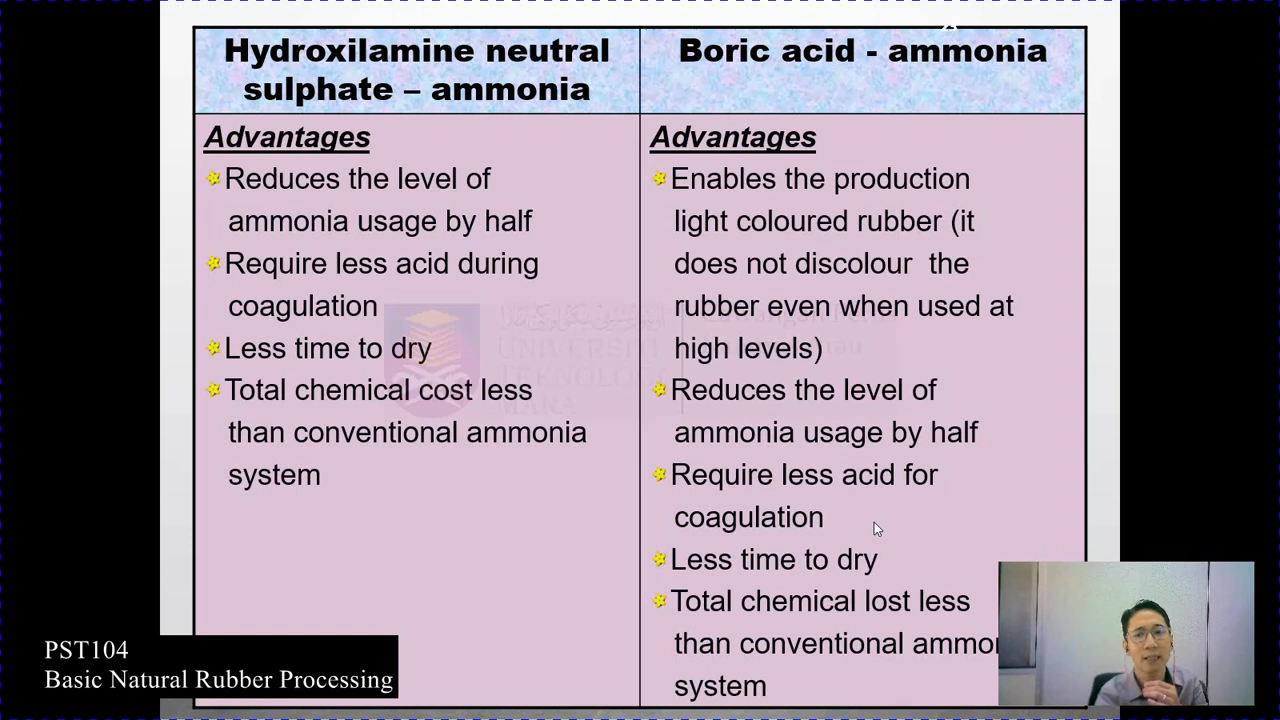 23
Hydroxilamine neutral
sulphate – ammonia
Boric acid - ammonia
Advantages
Reduces the level of
ammonia usage by half
Require less acid during
coagulation
Less time to dry
Total chemical cost less
than conventional ammonia
system
Advantages
Enables the production
light coloured rubber (it
does not discolour the
rubber even when used at
high levels)
Reduces the level of
ammonia usage by half
Require less acid for
coagulation
Less time to dry
Total chemical lost less
than conventional
system
UNIVERSITI
TEKNOLOGI
MARA
PST104
Basic Natural Rubber Processing